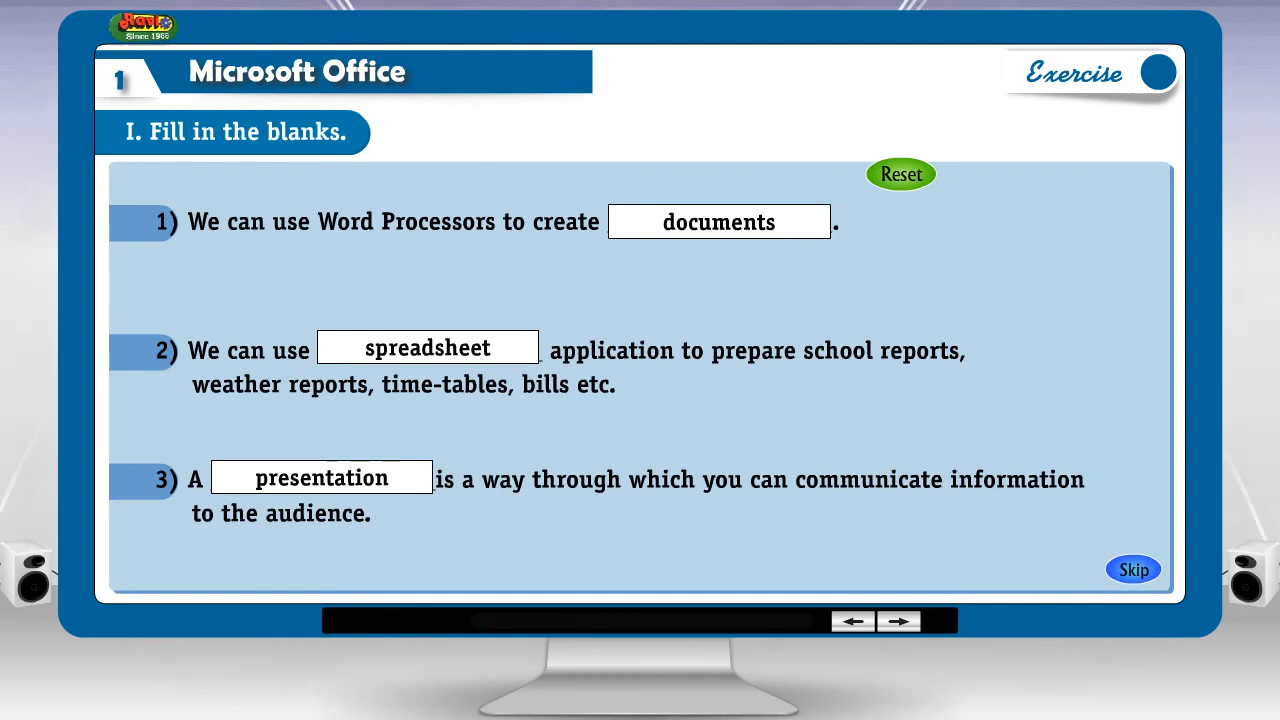 Since 1988
1 Microsoft Office
Exercise
I. Fill in the blanks.
Reset
1) We can use Word Processors to create documents.
2) We can use spreadsheet application to prepare school reports,
weather reports, time-tables, bills etc.
3) A presentation is a way through which you can communicate information
to the audience.
Skip